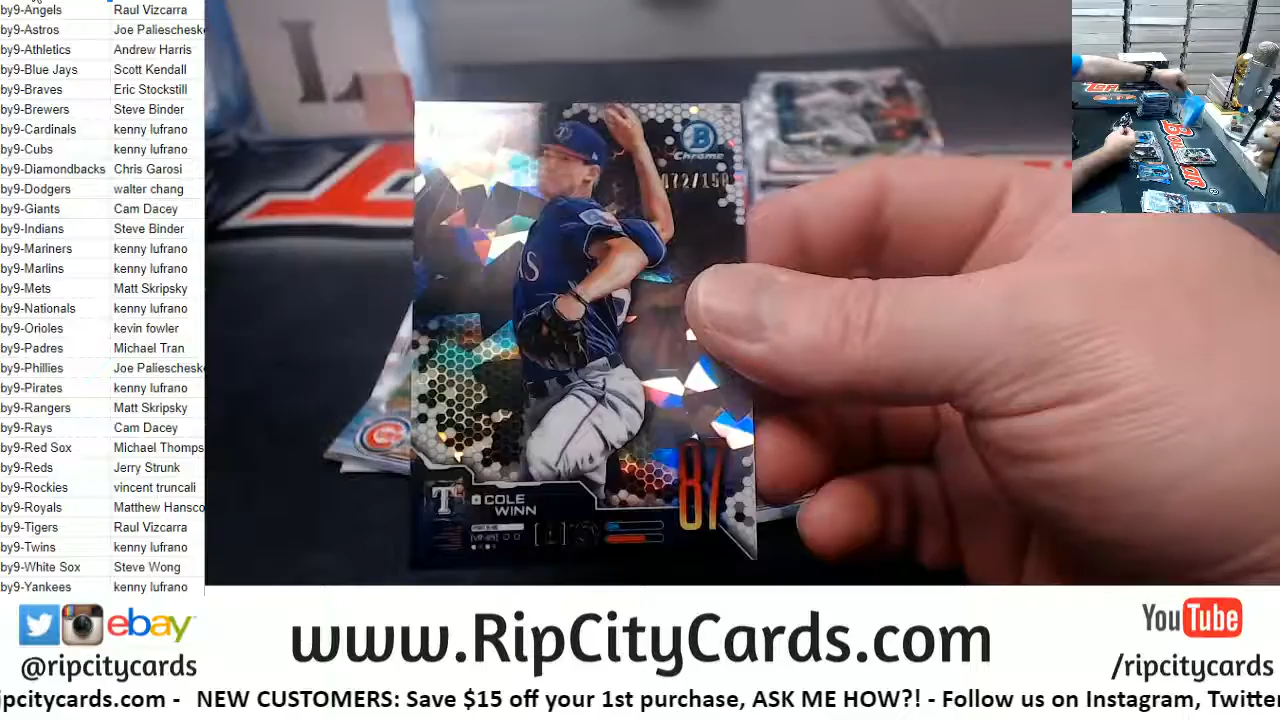 by9-Angels Raul Vizcarra
by9-Astros Joe Palieschesk
by9-Athletics Andrew Harris
by9-Blue Jays Scott Kendall
by9-Braves Eric Stockstill
by9-Brewers Steve Binder
by9-Cardinals kenny lufrano
by9-Cubs kenny lufrano
by9-Diamondbacks Chris Garosi
by9-Dodgers walter chang
by9-Giants Cam Dacey
by9-Indians Steve Binder
by9-Mariners kenny lufrano
by9-Marlins kenny lufrano
by9-Mets Matt Skripsky
by9-Nationals kenny lufrano
by9-Orioles kevin fowler
by9-Padres Michael Tran
by9-Phillies Joe Palieschesk
by9-Pirates kenny lufrano
by9-Rangers Matt Skripsky
by9-Rays Cam Dacey
by9-Red Sox Michael Thomps
by9-Reds Jerry Strunk
by9-Rockies vincent truncali
by9-Royals Matthew Hansco
by9-Tigers Raul Vizcarra
by9-Twins kenny lufrano
by9-White Sox Steve Wong
by9-Yankees kenny lufrano
B
Chrome
072/150
COLE
WINN
87
T
ebay
@ripcitycards
www.RipCityCards.com
YouTube
/ripcitycards
ipcitycards.com - NEW CUSTOMERS: Save $15 off your 1st purchase, ASK ME HOW?! - Follow us on Instagram, Twitte